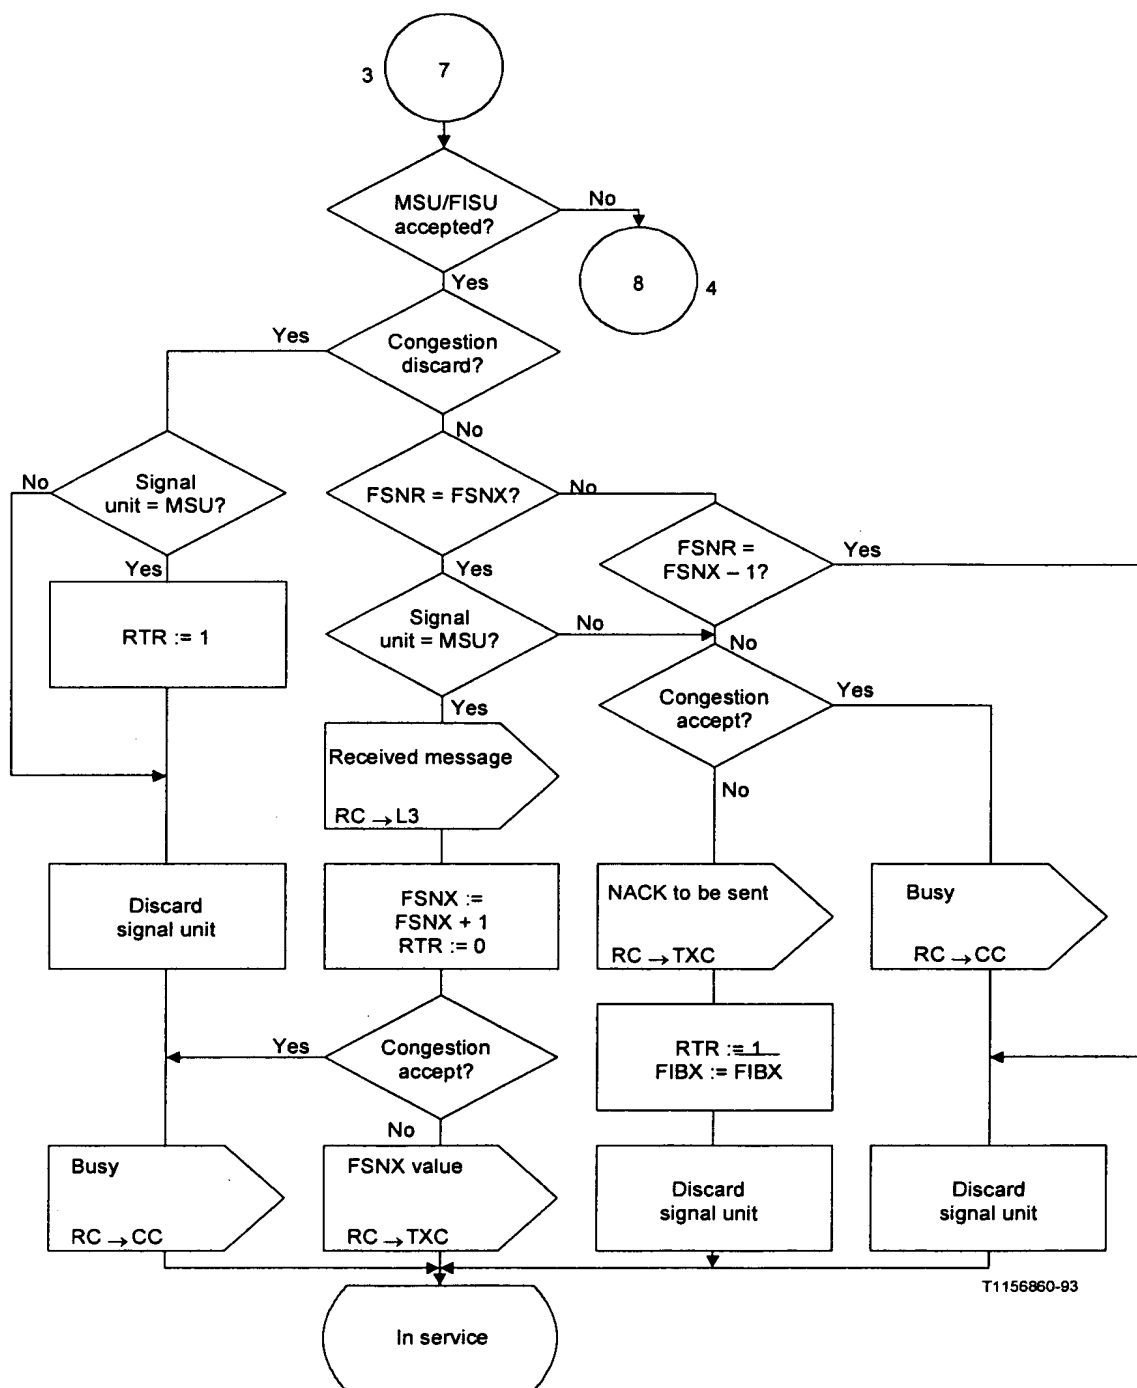 3
7
MSU/FISU
accepted?
No
8
4
Yes
Yes
Congestion
discard?
No
No
Signal
unit = MSU?
FSNR = FSNX?
No
FSNR =
FSNX – 1?
Yes
Yes
Yes
RTR := 1
Signal
unit = MSU?
No
No
Yes
Congestion
accept?
Yes
Received message
RC → L3
No
Discard
signal unit
FSNX :=
FSNX + 1
RTR := 0
NACK to be sent
RC → TXC
Busy
RC → CC
Yes
Congestion
accept?
RTR := 1
FIBX := FIBX
No
Busy
RC → CC
FSNX value
RC → TXC
Discard
signal unit
Discard
signal unit
T1156860-93
In service